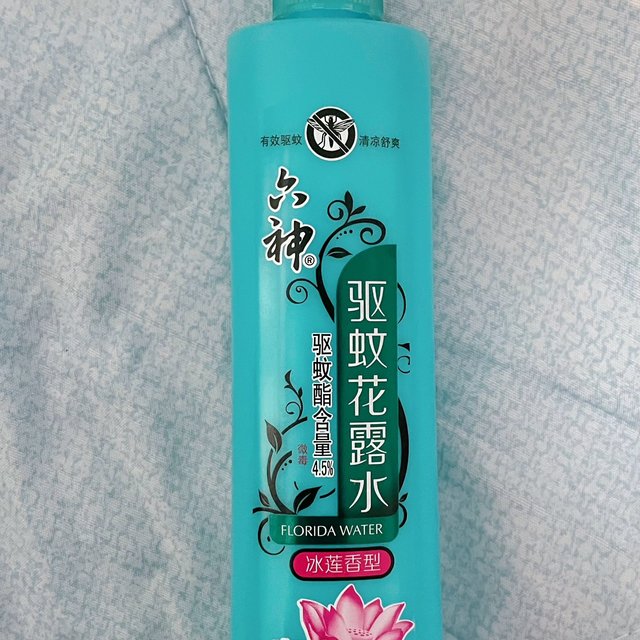 有效驱蚊 清凉舒爽
六神®
驱蚊花露水
驱蚊酯含量4.5%
微毒
FLORIDA WATER
冰莲香型